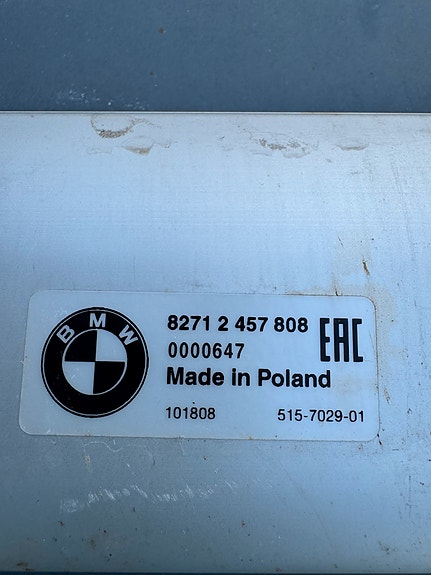 BMW
8271 2 457 808
EAC
0000647
Made in Poland
101808
515-7029-01